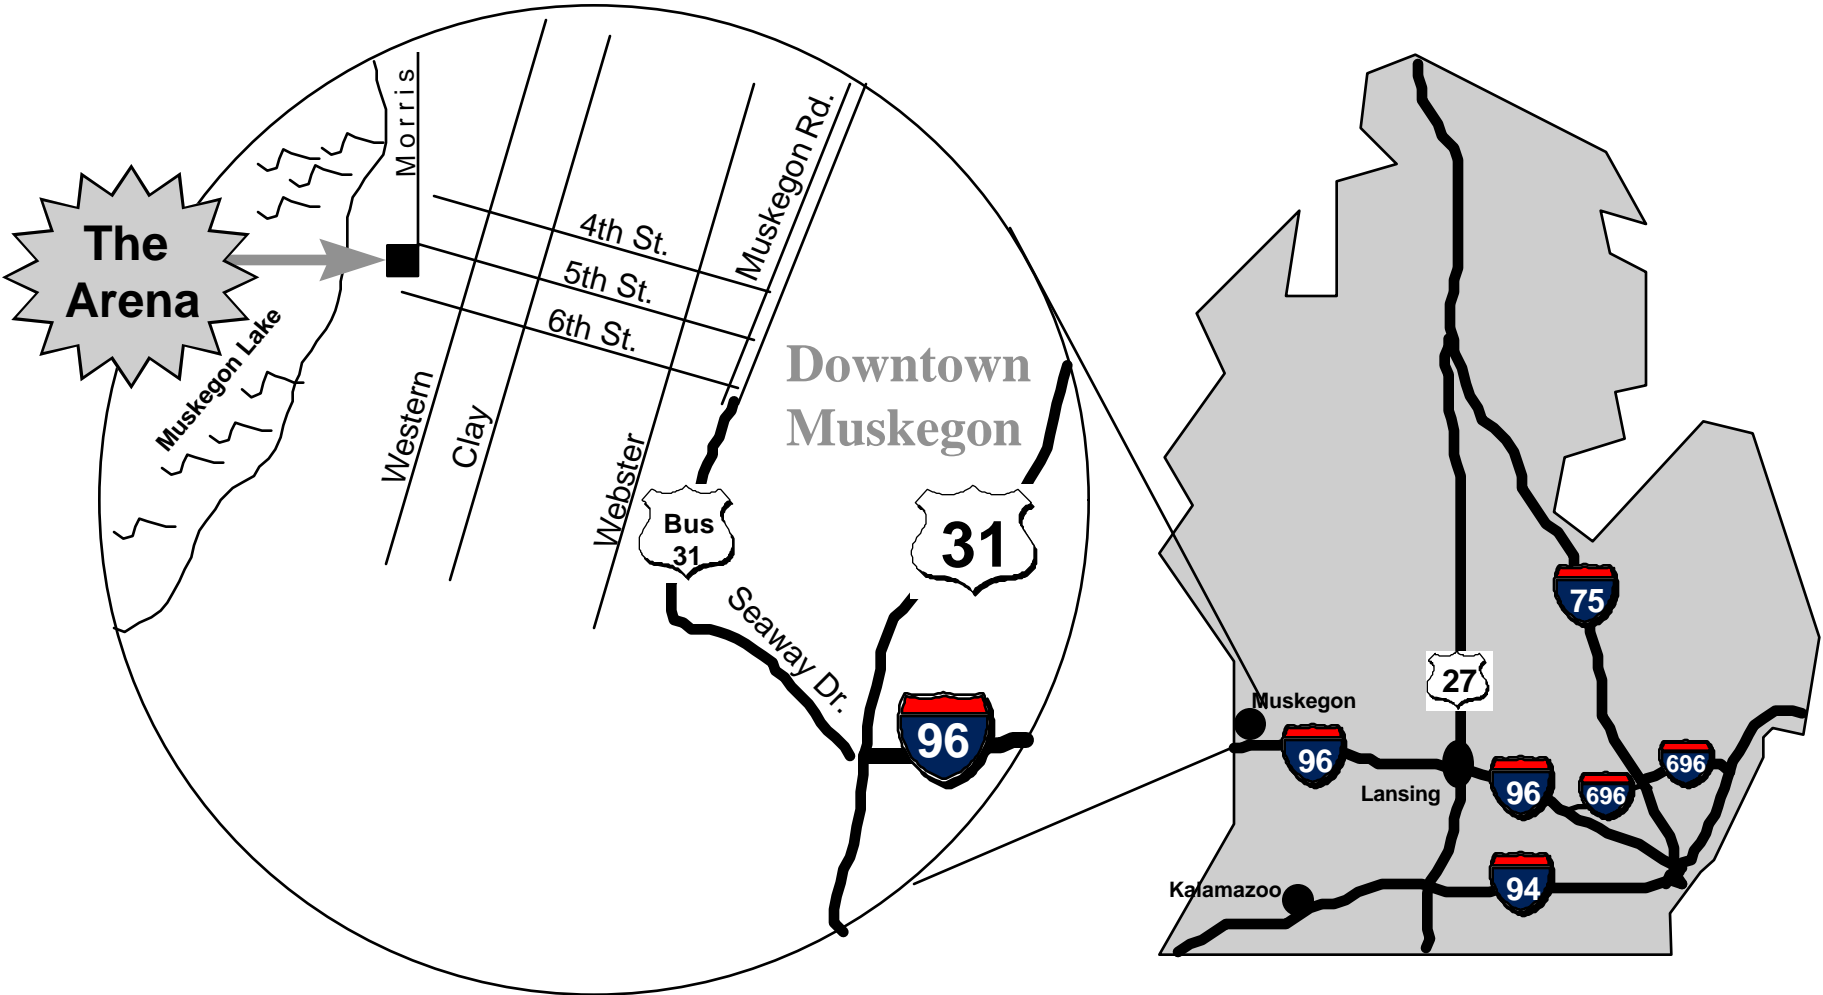 Morris
Muskegon Rd.
4th St.
5th St.
6th St.
The
Arena
Muskegon Lake
Western
Clay
Webster
Downtown
Muskegon
Bus
31
31
Seaway Dr.
96
75
27
Muskegon
96
Lansing
96
696
696
Kalamazoo
94